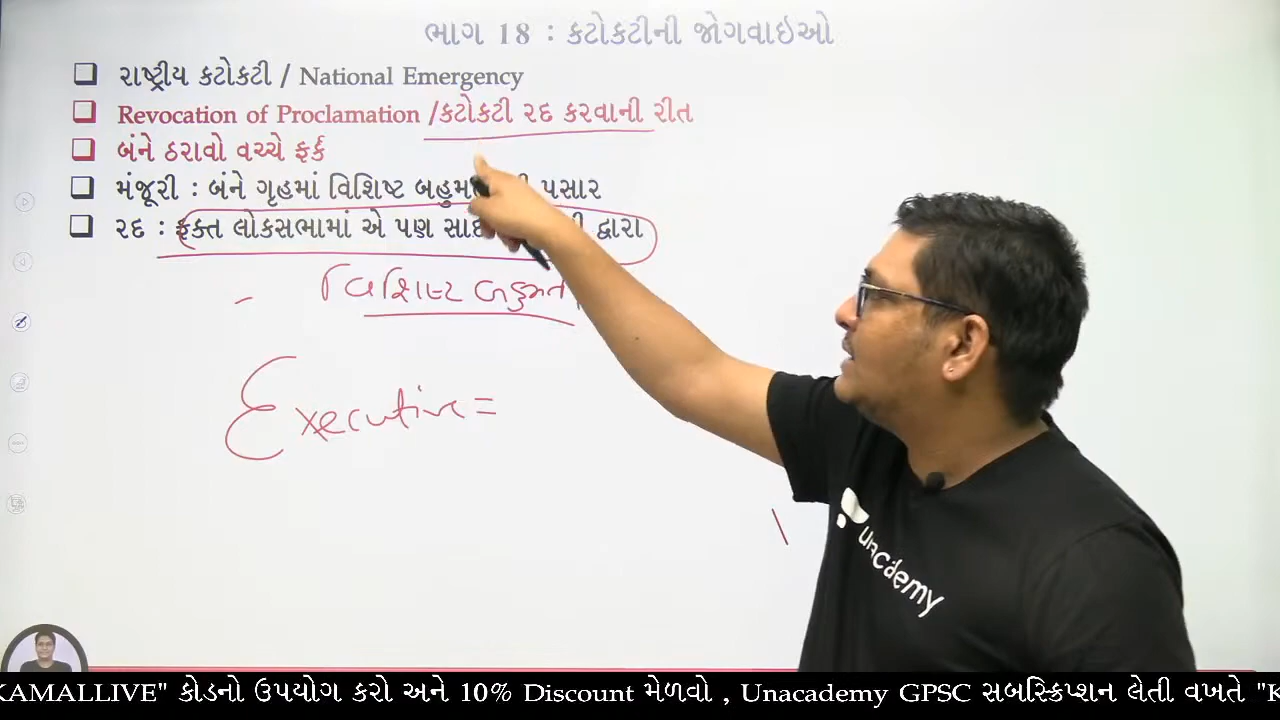 ભાગ 18 : કટોકટીની જોગવાઇઓ
રાષ્ટ્રીય કટોકટી / National Emergency
Revocation of Proclamation /કટોકટી રદ કરવાની રીત
બંને ઠરાવો વચ્ચે ફર્ક
મંજૂરી : બંને ગૃહમાં વિશિષ્ટ પસાર
રદ : ફક્ત લોકસભામાં એ પણ દ્વારા
વિશિષ્ટ બહુમત
Executive =
unacademy
KAMALLIVE" કોડનો ઉપયોગ કરો અને 10% Discount મેળવો , Unacademy GPSC સબસ્ક્રિપ્શન લેતી વખતે "K